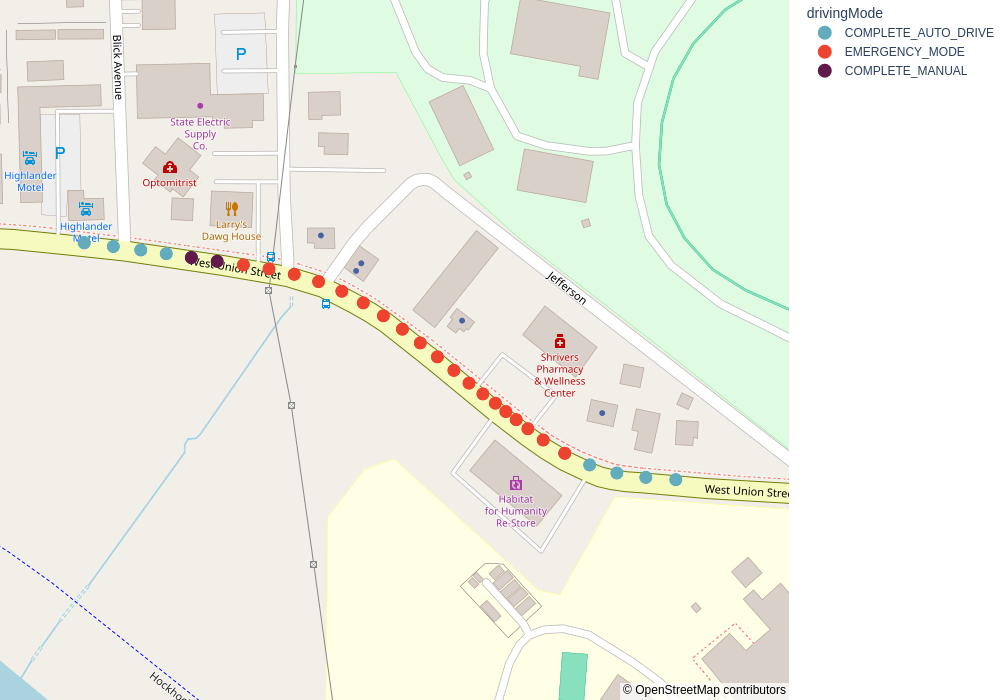 drivingMode
COMPLETE_AUTO_DRIVE
EMERGENCY_MODE
COMPLETE_MANUAL
Blick Avenue
P
State Electric
Supply
Co.
P
Highlander
Motel
Optomitrist
Highlander
Motel
Larry's
Dawg House
West Union Street
Jefferson
Shrivers
Pharmacy
& Wellness
Center
Habitat
for Humanity
Re-Store
West Union Stree
Hockho
© OpenStreetMap contributors